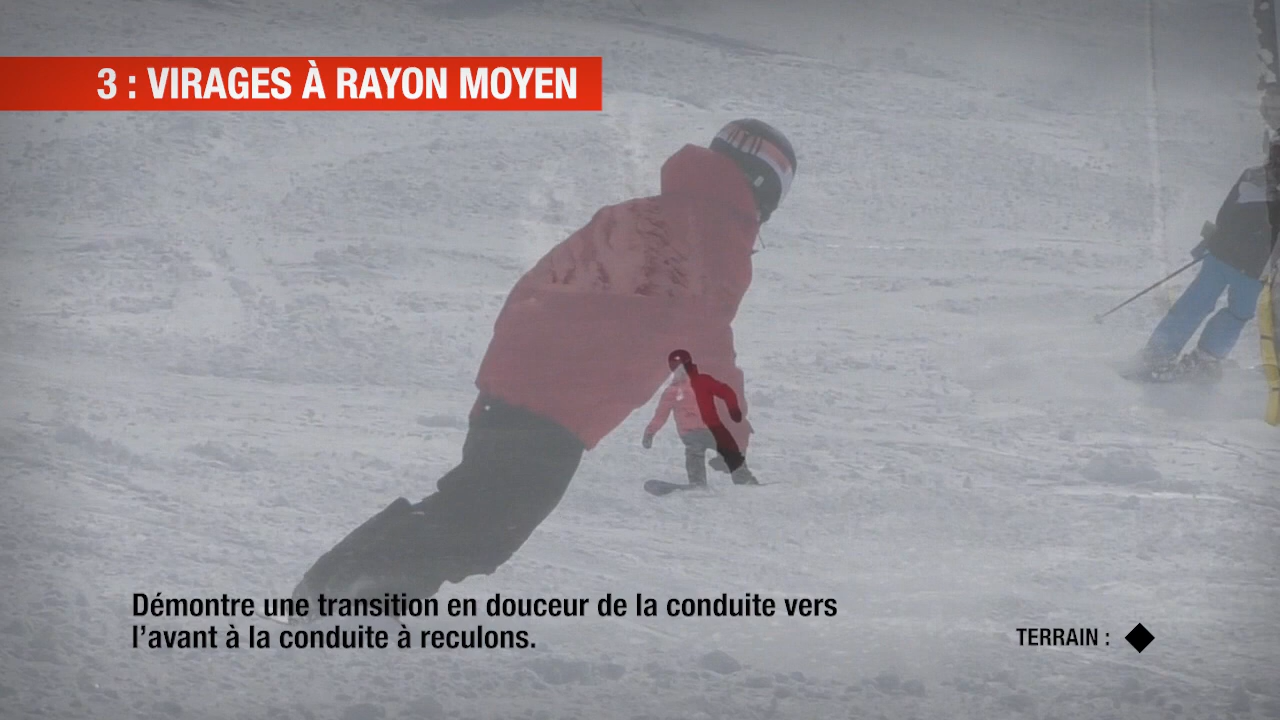 3 : VIRAGES À RAYON MOYEN
Démontre une transition en douceur de la conduite vers
l’avant à la conduite à reculons.
TERRAIN :